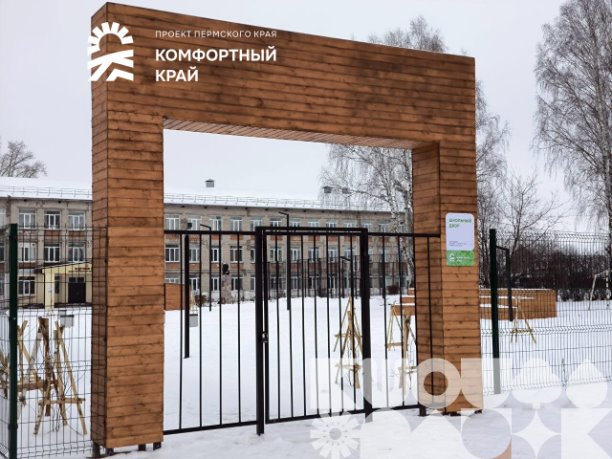 ПРОЕКТ ПЕРМСКОГО КРАЯ
КОМФОРТНЫЙ
КРАЙ
ШКОЛЬНЫЙ
ДВОР